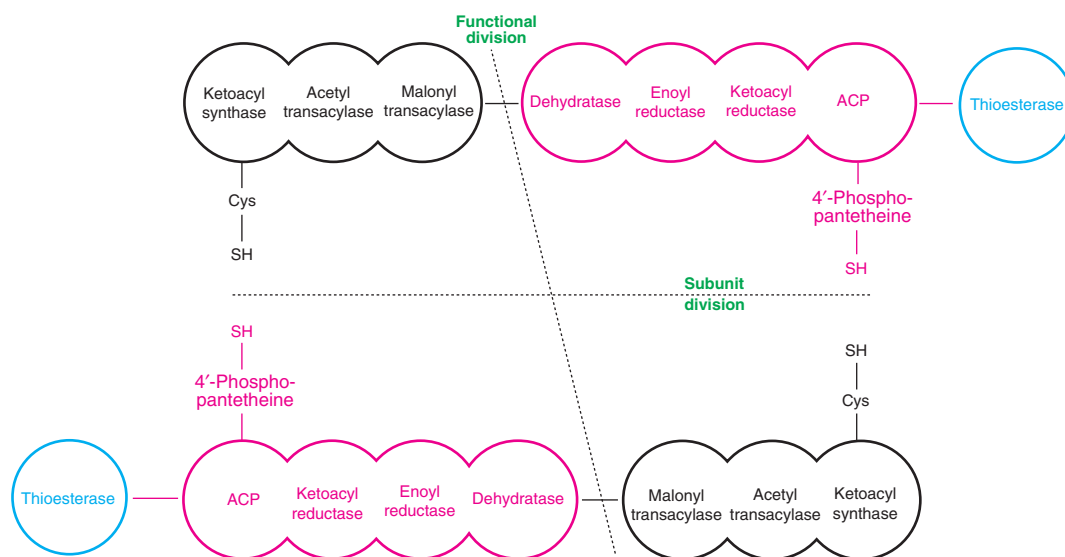 Functional
division
Ketoacyl
synthase
Acetyl
transacylase
Malonyl
transacylase
Dehydratase
Enoyl
reductase
Ketoacyl
reductase
ACP
Thioesterase
Cys
SH
4′-Phospho-
pantetheine
SH
Subunit
division
SH
4′-Phospho-
pantetheine
SH
Cys
Thioesterase
ACP
Ketoacyl
reductase
Enoyl
reductase
Dehydratase
Malonyl
transacylase
Acetyl
transacylase
Ketoacyl
synthase